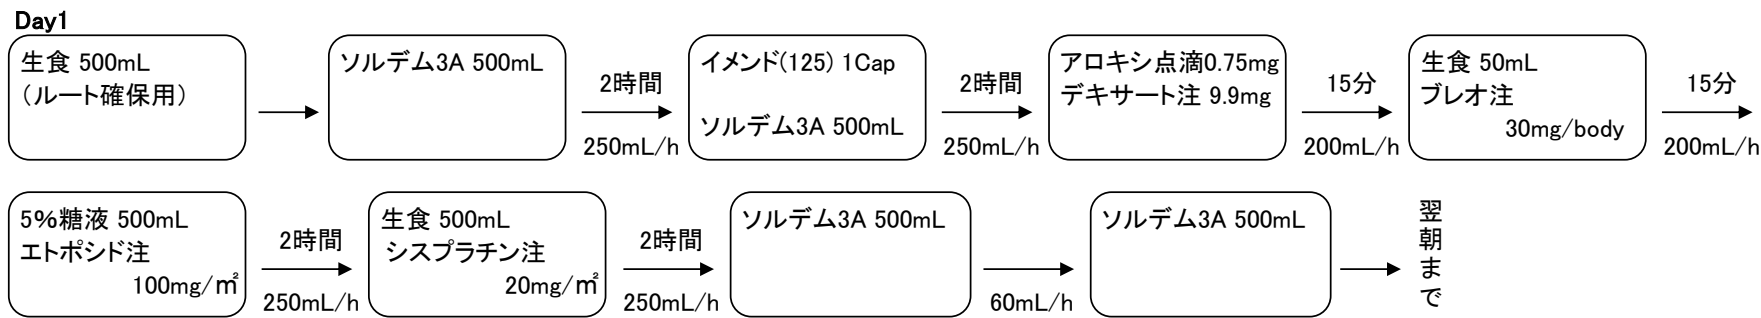 Day1
生食 500mL
（ルート確保用）
ソルデム3A 500mL
2時間
250mL/h
イメンド(125) 1Cap
ソルデム3A 500mL
2時間
250mL/h
アロキシ点滴0.75mg
デキサート注 9.9mg
15分
200mL/h
生食 50mL
ブレオ注
30mg/body
15分
200mL/h
5%糖液 500mL
エトポシド注
100mg/㎡
2時間
250mL/h
生食 500mL
シスプラチン注
20mg/㎡
2時間
250mL/h
ソルデム3A 500mL
60mL/h
ソルデム3A 500mL
翌朝まで